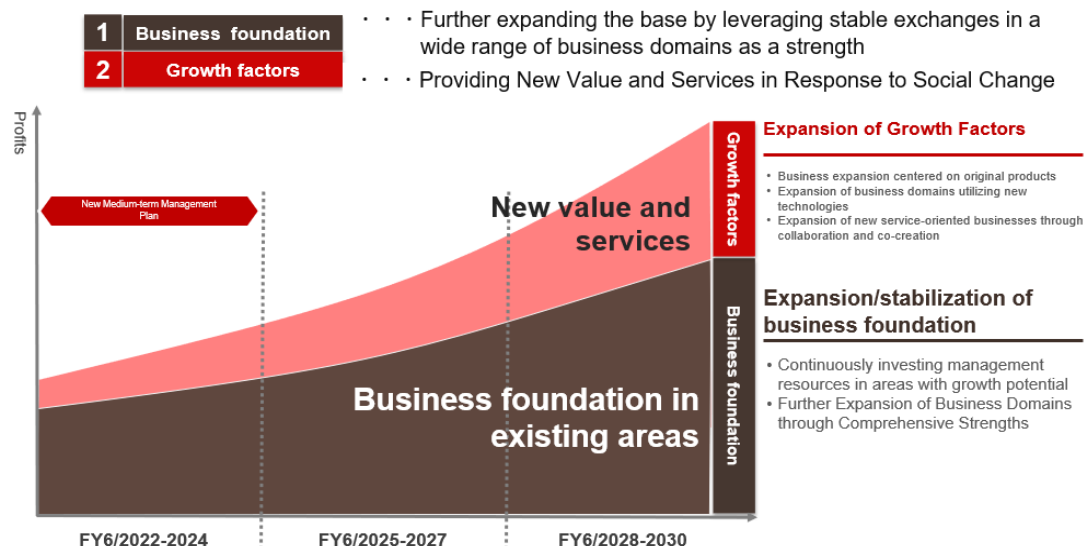 1 Business foundation
・・・Further expanding the base by leveraging stable exchanges in a
wide range of business domains as a strength
2 Growth factors
・・・Providing New Value and Services in Response to Social Change
Profits
New Medium-term Management
Plan
New value and
services
Business foundation in
existing areas
Growth factors
Business foundation
Expansion of Growth Factors
• Business expansion centered on original products
• Expansion of business domains utilizing new
technologies
• Expansion of new service-oriented businesses through
collaboration and co-creation
Expansion/stabilization of
business foundation
• Continuously investing management
resources in areas with growth potential
• Further Expansion of Business Domains
through Comprehensive Strengths
FY6/2022-2024
FY6/2025-2027
FY6/2028-2030